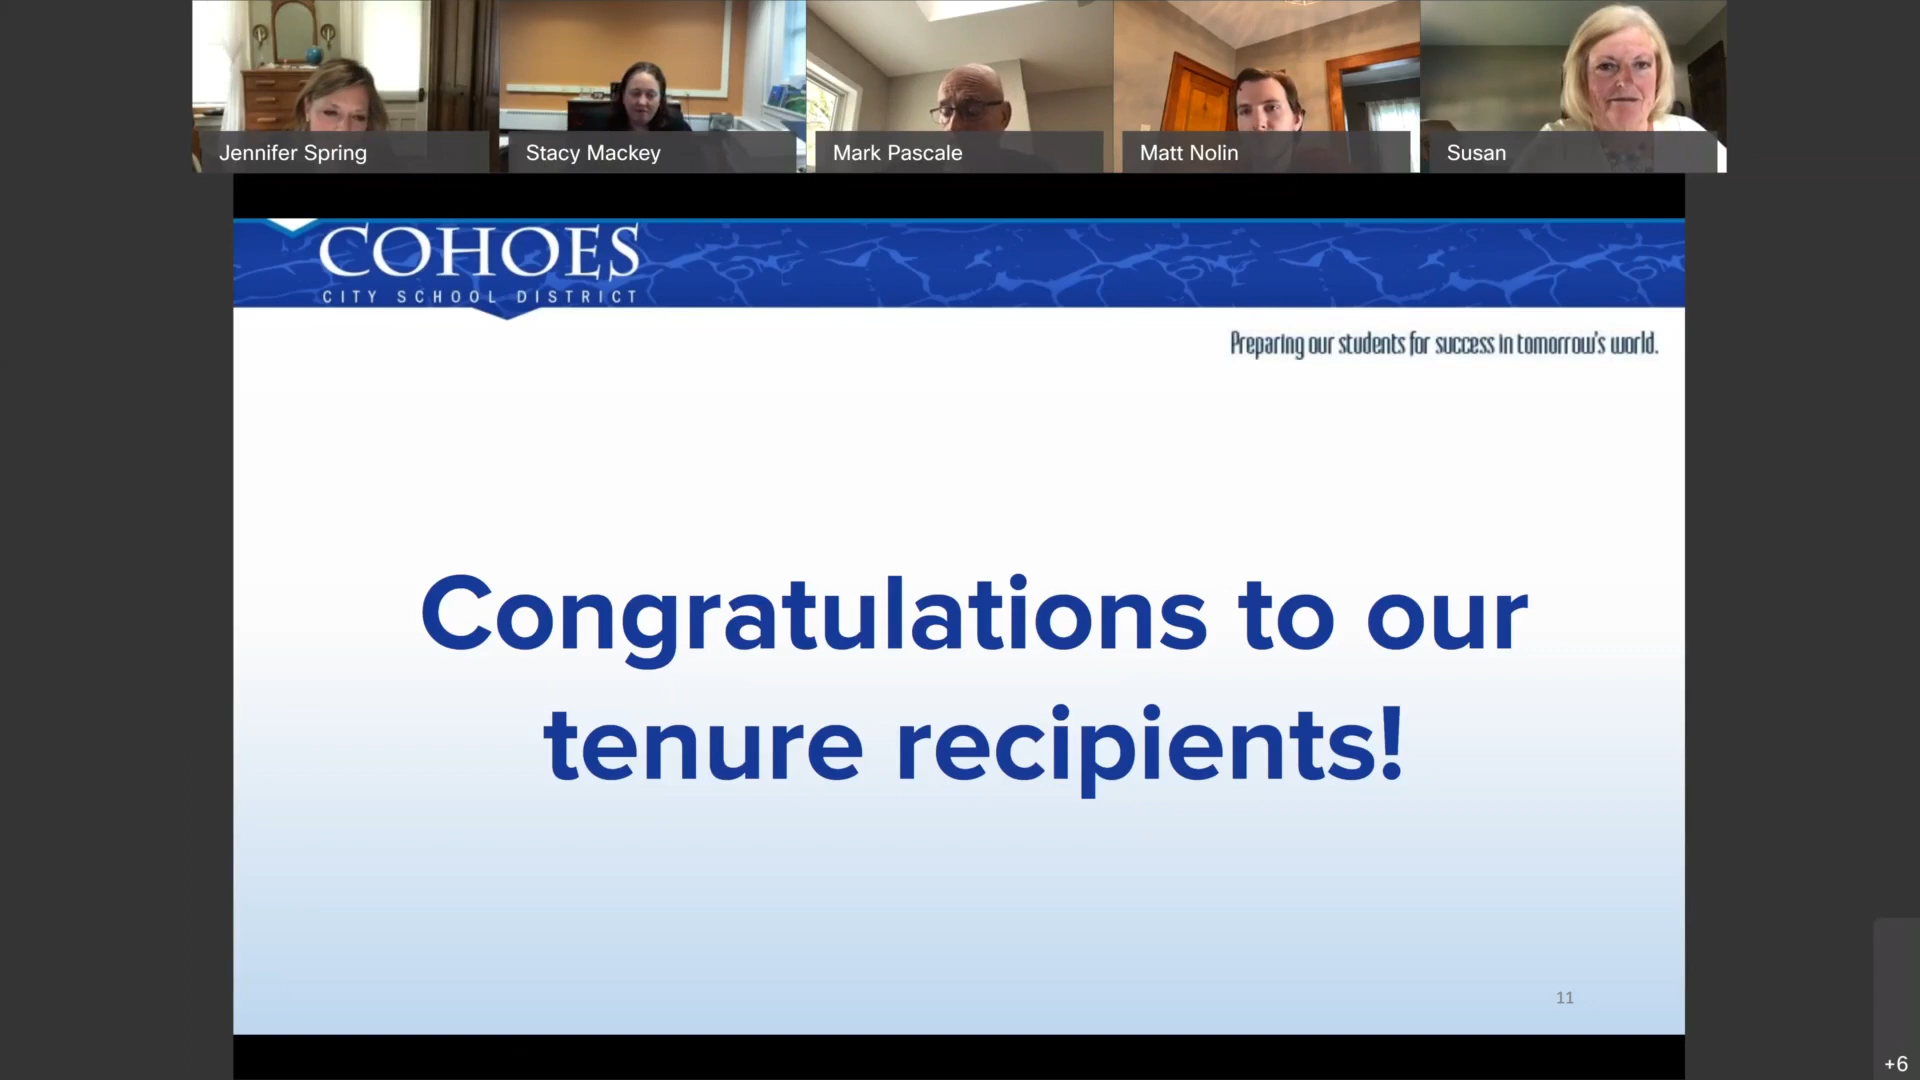 Jennifer Spring
Stacy Mackey
Mark Pascale
Matt Nolin
Susan
COHOES
CITY SCHOOL DISTRICT
Preparing our students for success in tomorrow's world.
Congratulations to our
tenure recipients!
11
+6